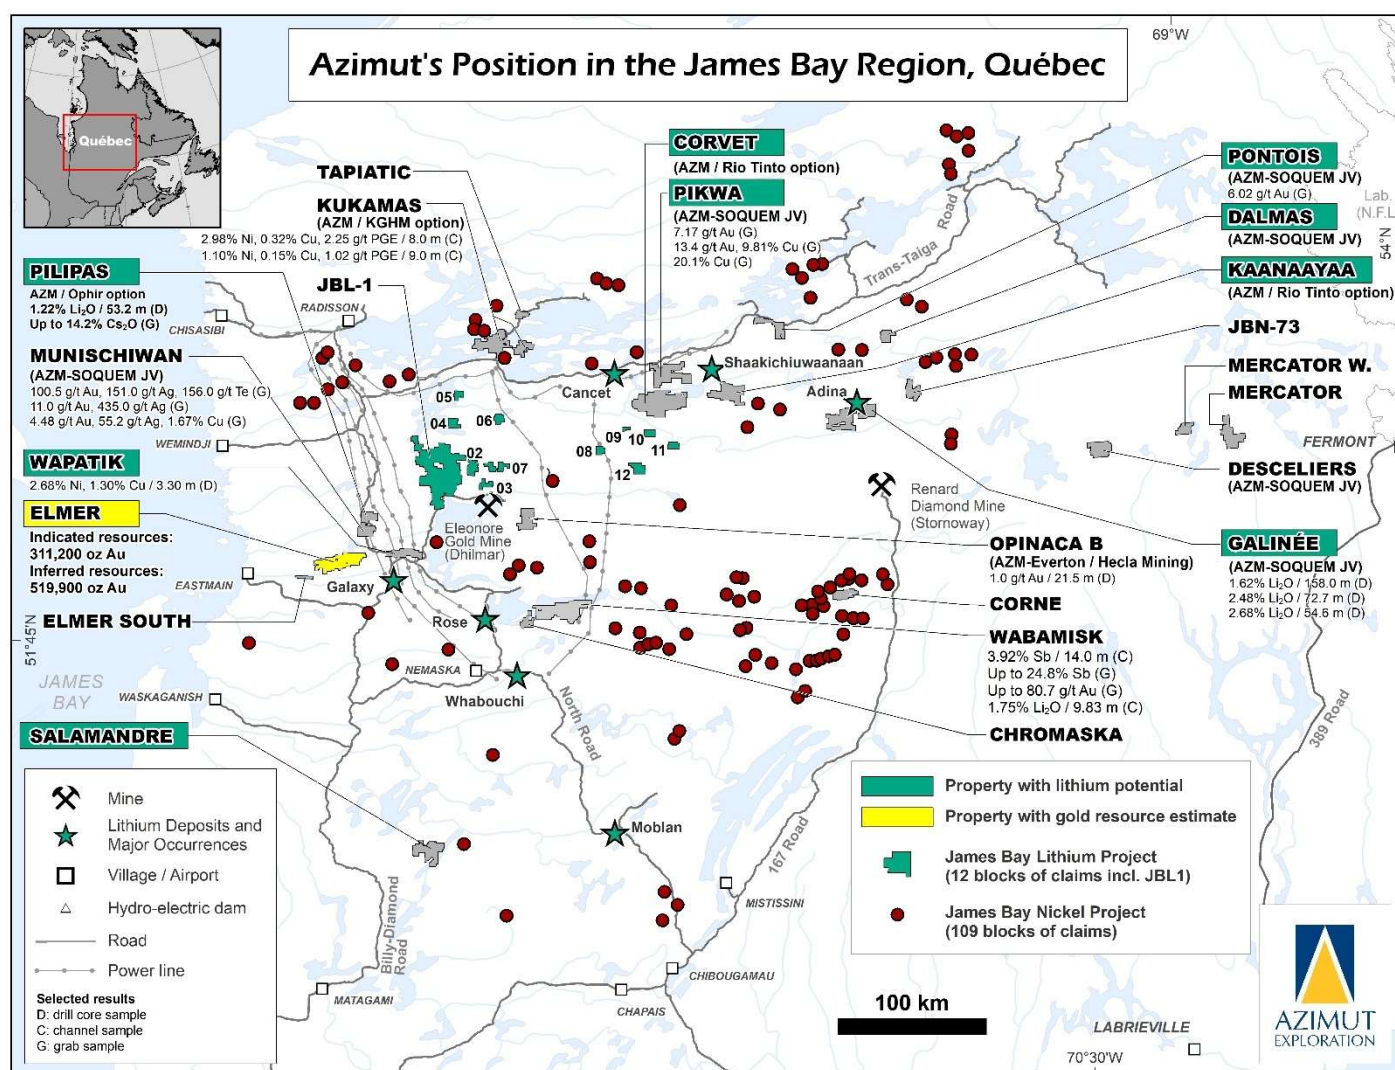 Azimut's Position in the James Bay Region, Québec
69°W
Québec
TAPIATIC
KUKAMAS
(AZM / KGHM option)
2.98% Ni, 0.32% Cu, 2.25 g/t PGE / 8.0 m (C)
1.10% Ni, 0.15% Cu, 1.02 g/t PGE / 9.0 m (C)
JBL-1
CORVET
(AZM / Rio Tinto option)
PIKWA
(AZM-SOQUEM JV)
7.17 g/t Au (G)
13.4 g/t Au, 9.81% Cu (G)
20.1% Cu (G)
PONTOIS
(AZM-SOQUEM JV)
6.02 g/t Au (G)
DALMAS
(AZM-SOQUEM JV)
KAANAAYAA
(AZM / Rio Tinto option)
JBN-73
MERCATOR W.
MERCATOR
FERMONT
DESCELIERS
(AZM-SOQUEM JV)
GALINÉE
(AZM-SOQUEM JV)
1.62% Li₂O / 158.0 m (D)
2.48% Li₂O / 72.7 m (D)
2.68% Li₂O / 54.6 m (D)
Lab.
(N.F.L
54°N
PILIPAS
AZM / Ophir option
1.22% Li₂O / 53.2 m (D)
Up to 14.2% Cs₂O (G)
MUNISCHIWAN
(AZM-SOQUEM JV)
100.5 g/t Au, 151.0 g/t Ag, 156.0 g/t Te (G)
11.0 g/t Au, 435.0 g/t Ag (G)
4.48 g/t Au, 55.2 g/t Ag, 1.67% Cu (G)
WEMINDJI
WAPATIK
2.68% Ni, 1.30% Cu / 3.30 m (D)
ELMER
Indicated resources:
311,200 oz Au
Inferred resources:
519,900 oz Au
EASTMAIN
ELMER SOUTH
51°45'N
JAMES
BAY
WASKAGANISH
SALAMANDRE
CHISASIBI
RADISSON
Trans-Taiga Road
Cancet
Shaakichiuwaanaan
Adina
05
04
06
02
07
03
09
10
08
11
12
Eleonore
Gold Mine
(Dhilmar)
Renard
Diamond Mine
(Stornoway)
Galaxy
Rose
NEMASKA
Whabouchi
North Road
Moblan
OPINACA B
(AZM-Everton / Hecla Mining)
1.0 g/t Au / 21.5 m (D)
CORNE
WABAMISK
3.92% Sb / 14.0 m (C)
Up to 24.8% Sb (G)
Up to 80.7 g/t Au (G)
1.75% Li₂O / 9.83 m (C)
CHROMASKA
389 Road
167 Road
Billy-Diamond
Road
MISTISSINI
CHIBOUGAMAU
CHAPAIS
MATAGAMI
Mine
Lithium Deposits and
Major Occurrences
Village / Airport
Hydro-electric dam
Road
Power line
Selected results
D: drill core sample
C: channel sample
G: grab sample
Property with lithium potential
Property with gold resource estimate
James Bay Lithium Project
(12 blocks of claims incl. JBL1)
James Bay Nickel Project
(109 blocks of claims)
100 km
LABRIEVILLE
70°30'W
AZIMUT
EXPLORATION